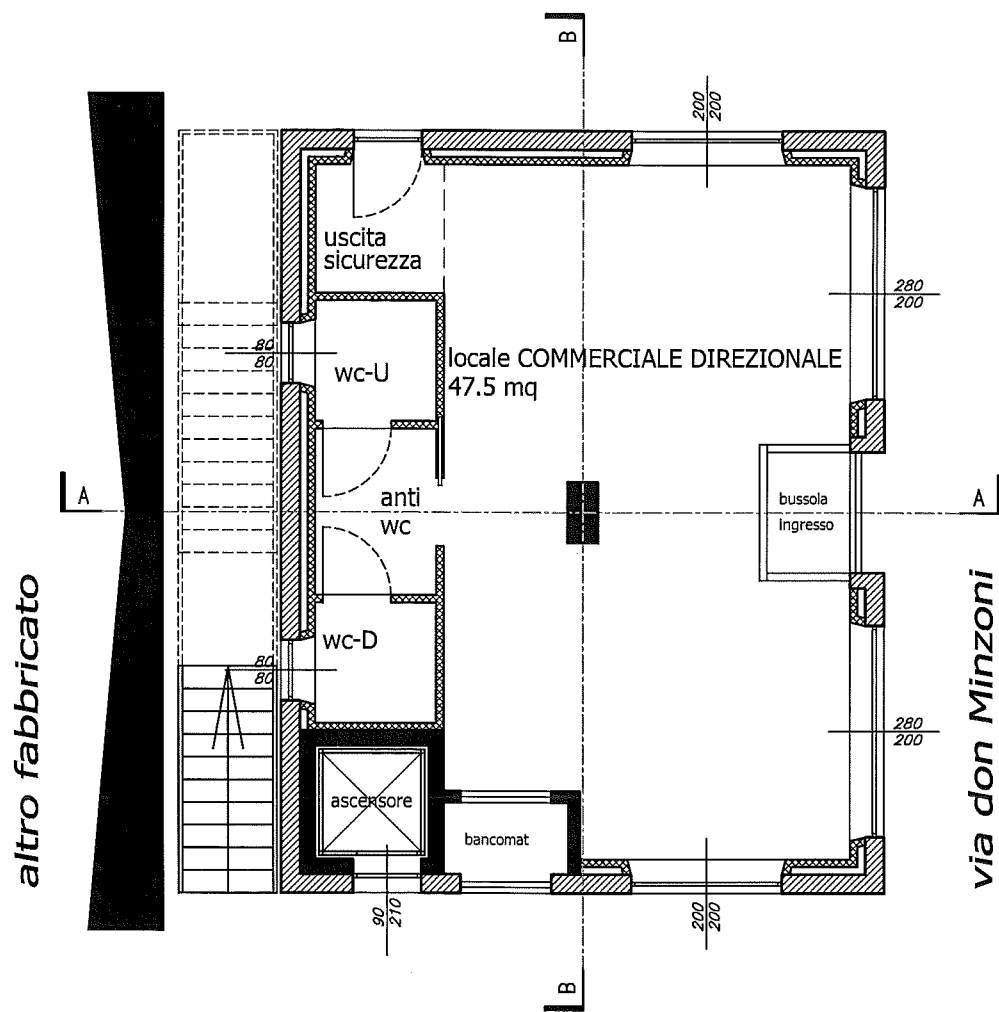 B
200
200
uscita
sicurezza
280
200
80
80
wc-U
locale COMMERCIALE DIREZIONALE
47.5 mq
A
anti
wc
bussola
ingresso
A
altro fabbricato
via don Minzoni
wc-D
80
80
280
200
ascensore
bancomat
90
210
200
200
B